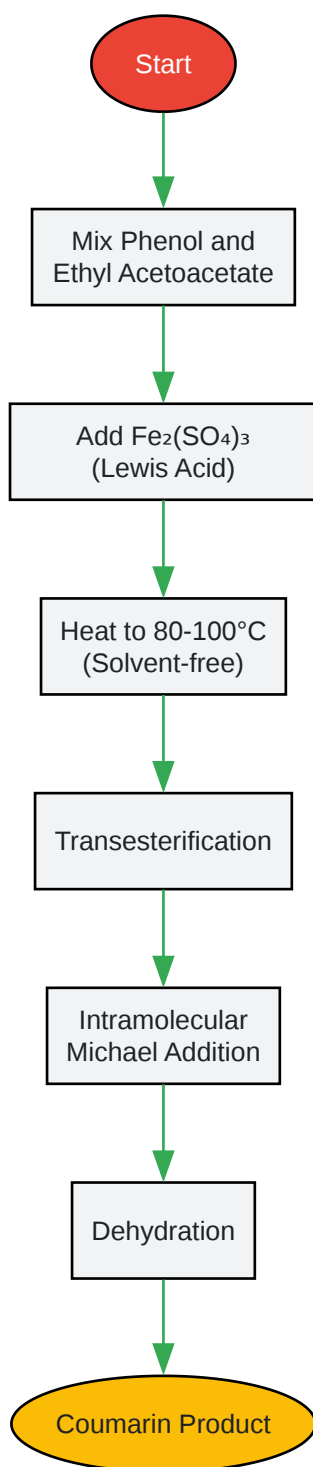 Start
Mix Phenol and
Ethyl Acetoacetate
Add Fe₂(SO₄)₃
(Lewis Acid)
Heat to 80-100°C
(Solvent-free)
Transesterification
Intramolecular
Michael Addition
Dehydration
Coumarin Product